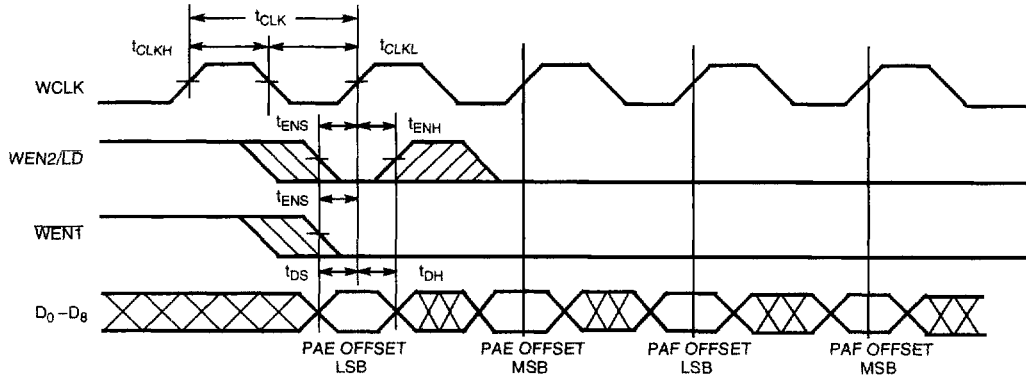 tCLK
tCLKH
tCLKL
WCLK
tENS
tENH
WEN2/LD
tENS
WEN1
tDS
tDH
D0–D8
PAE OFFSET
LSB
PAE OFFSET
MSB
PAF OFFSET
LSB
PAF OFFSET
MSB